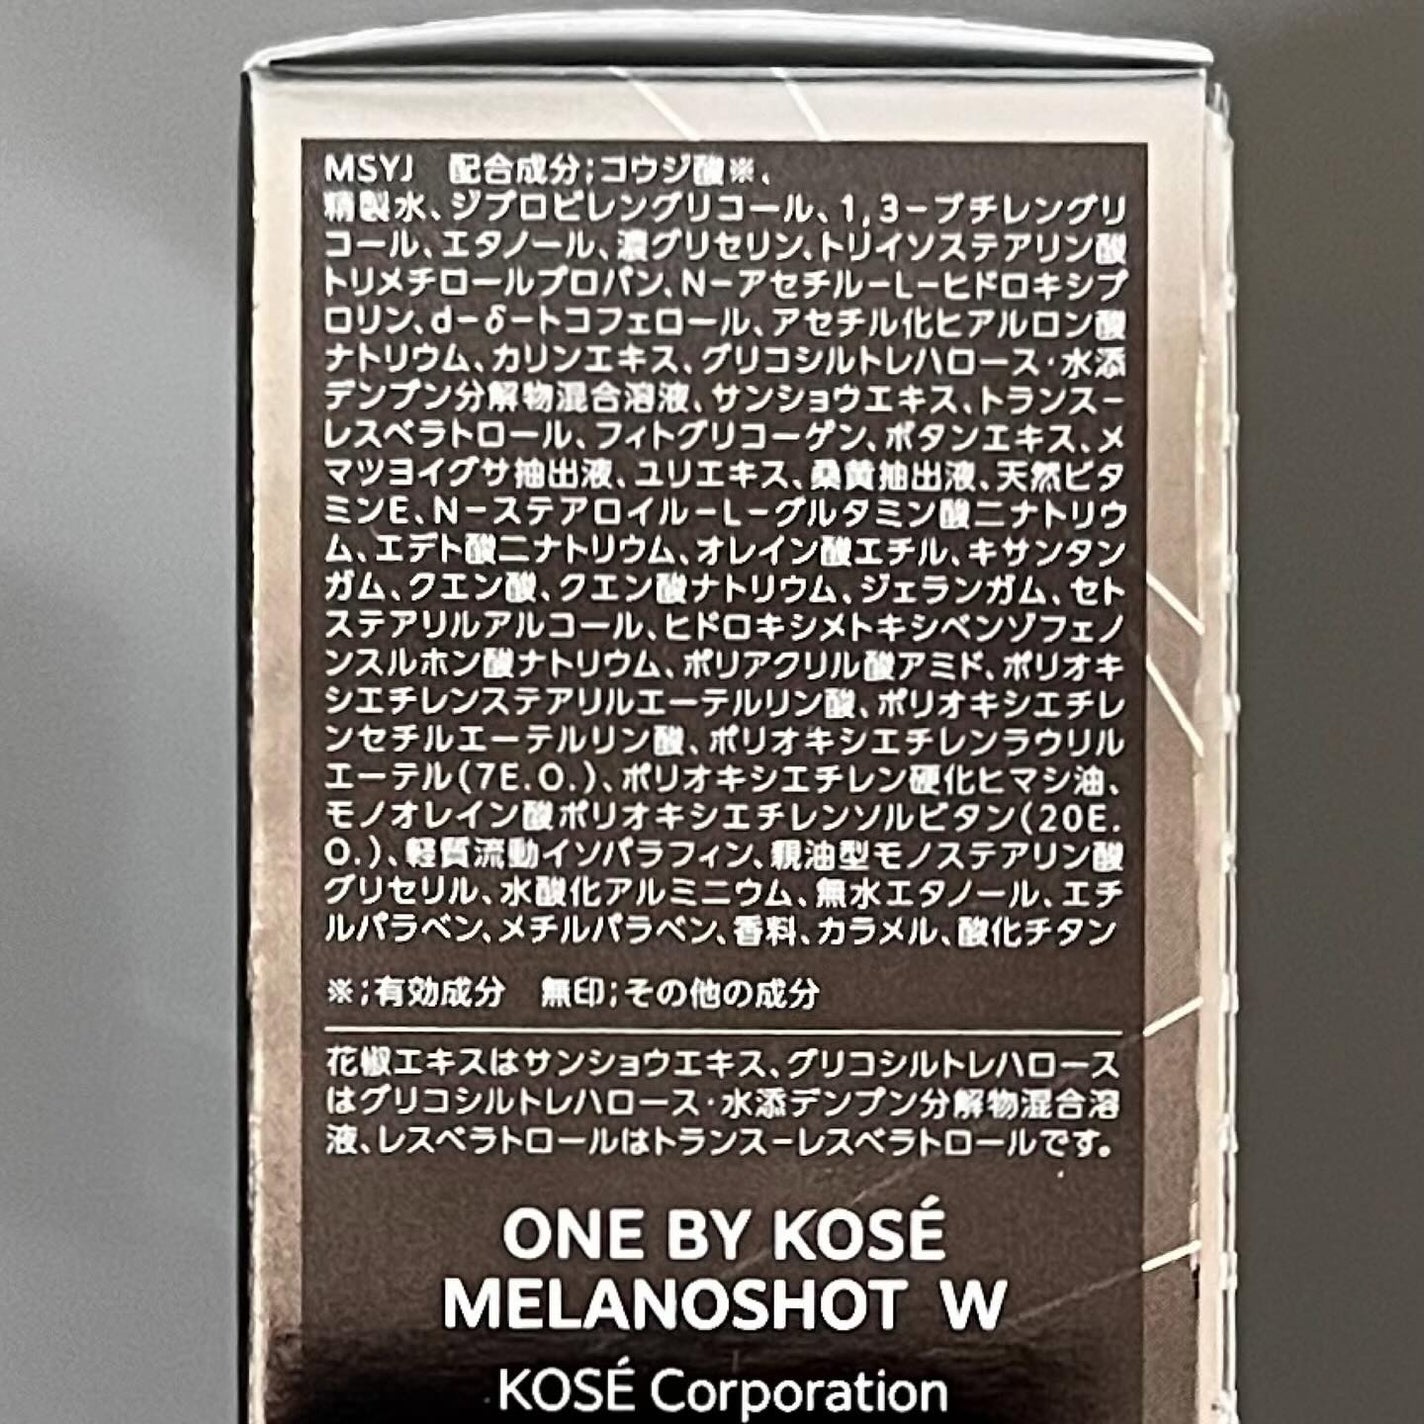 MSYJ 配合成分；コウジ酸※、
精製水、ジプロピレングリコール、1,3－ブチレングリ
コール、エタノール、濃グリセリン、トリイソステアリン酸
トリメチロールプロパン、N－アセチル－L－ヒドロキシプ
ロリン、d－δ－トコフェロール、アセチル化ヒアルロン酸
ナトリウム、カリンエキス、グリコシルトレハロース・水添
デンプン分解物混合溶液、サンショウエキス、トランス－
レスベラトロール、フィトグリコーゲン、ボタンエキス、メ
マツヨイグサ抽出液、ユリエキス、桑黄抽出液、天然ビタ
ミンE、N－ステアロイル－L－グルタミン酸二ナトリウ
ム、エデト酸二ナトリウム、オレイン酸エチル、キサンタン
ガム、クエン酸、クエン酸ナトリウム、ジェランガム、セト
ステアリルアルコール、ヒドロキシメトキシベンゾフェノ
ンスルホン酸ナトリウム、ポリアクリル酸アミド、ポリオキ
シエチレンステアリルエーテルリン酸、ポリオキシエチレ
ンセチルエーテルリン酸、ポリオキシエチレンラウリル
エーテル(7E.O.)、ポリオキシエチレン硬化ヒマシ油、
モノオレイン酸ポリオキシエチレンソルビタン(20E.
O.)、軽質流動イソパラフィン、親油型モノステアリン酸
グリセリル、水酸化アルミニウム、無水エタノール、エチ
ルパラベン、メチルパラベン、香料、カラメル、酸化チタン
※；有効成分 無印；その他の成分
花椒エキスはサンショウエキス、グリコシルトレハロース
はグリコシルトレハロース・水添デンプン分解物混合溶
液、レスベラトロールはトランス－レスベラトロールです。
ONE BY KOSÉ
MELANOSHOT W
KOSÉ Corporation